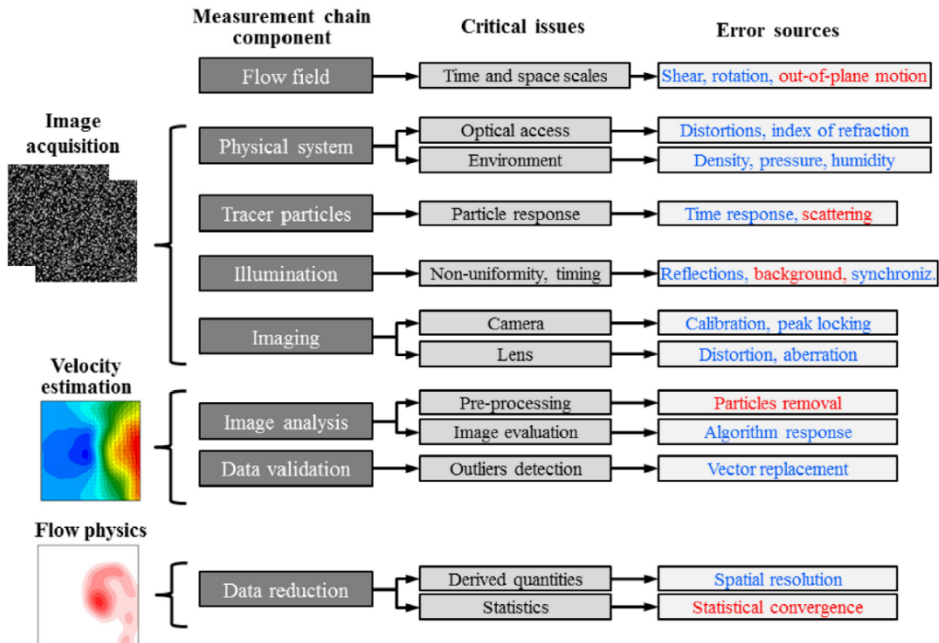 Measurement chain
component
Critical issues
Error sources
Flow field
Time and space scales
Shear, rotation, out-of-plane motion
Image
acquisition
Physical system
Optical access
Distortions, index of refraction
Environment
Density, pressure, humidity
Tracer particles
Particle response
Time response, scattering
Illumination
Non-uniformity, timing
Reflections, background, synchroniz.
Imaging
Camera
Calibration, peak locking
Lens
Distortion, aberration
Velocity
estimation
Image analysis
Pre-processing
Particles removal
Image evaluation
Algorithm response
Data validation
Outliers detection
Vector replacement
Flow physics
Data reduction
Derived quantities
Spatial resolution
Statistics
Statistical convergence